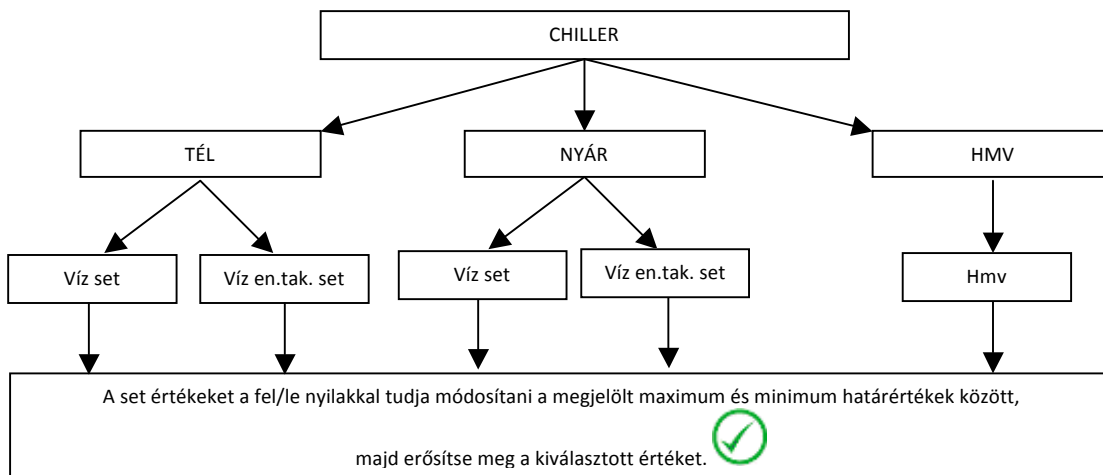 CHILLER
TÉL
NYÁR
HMV
Víz set
Víz en.tak. set
Víz set
Víz en.tak. set
Hmv
A set értékeket a fel/le nyilakkal tudja módosítani a megjelölt maximum és minimum határértékek között,
majd erősítse meg a kiválasztott értéket.